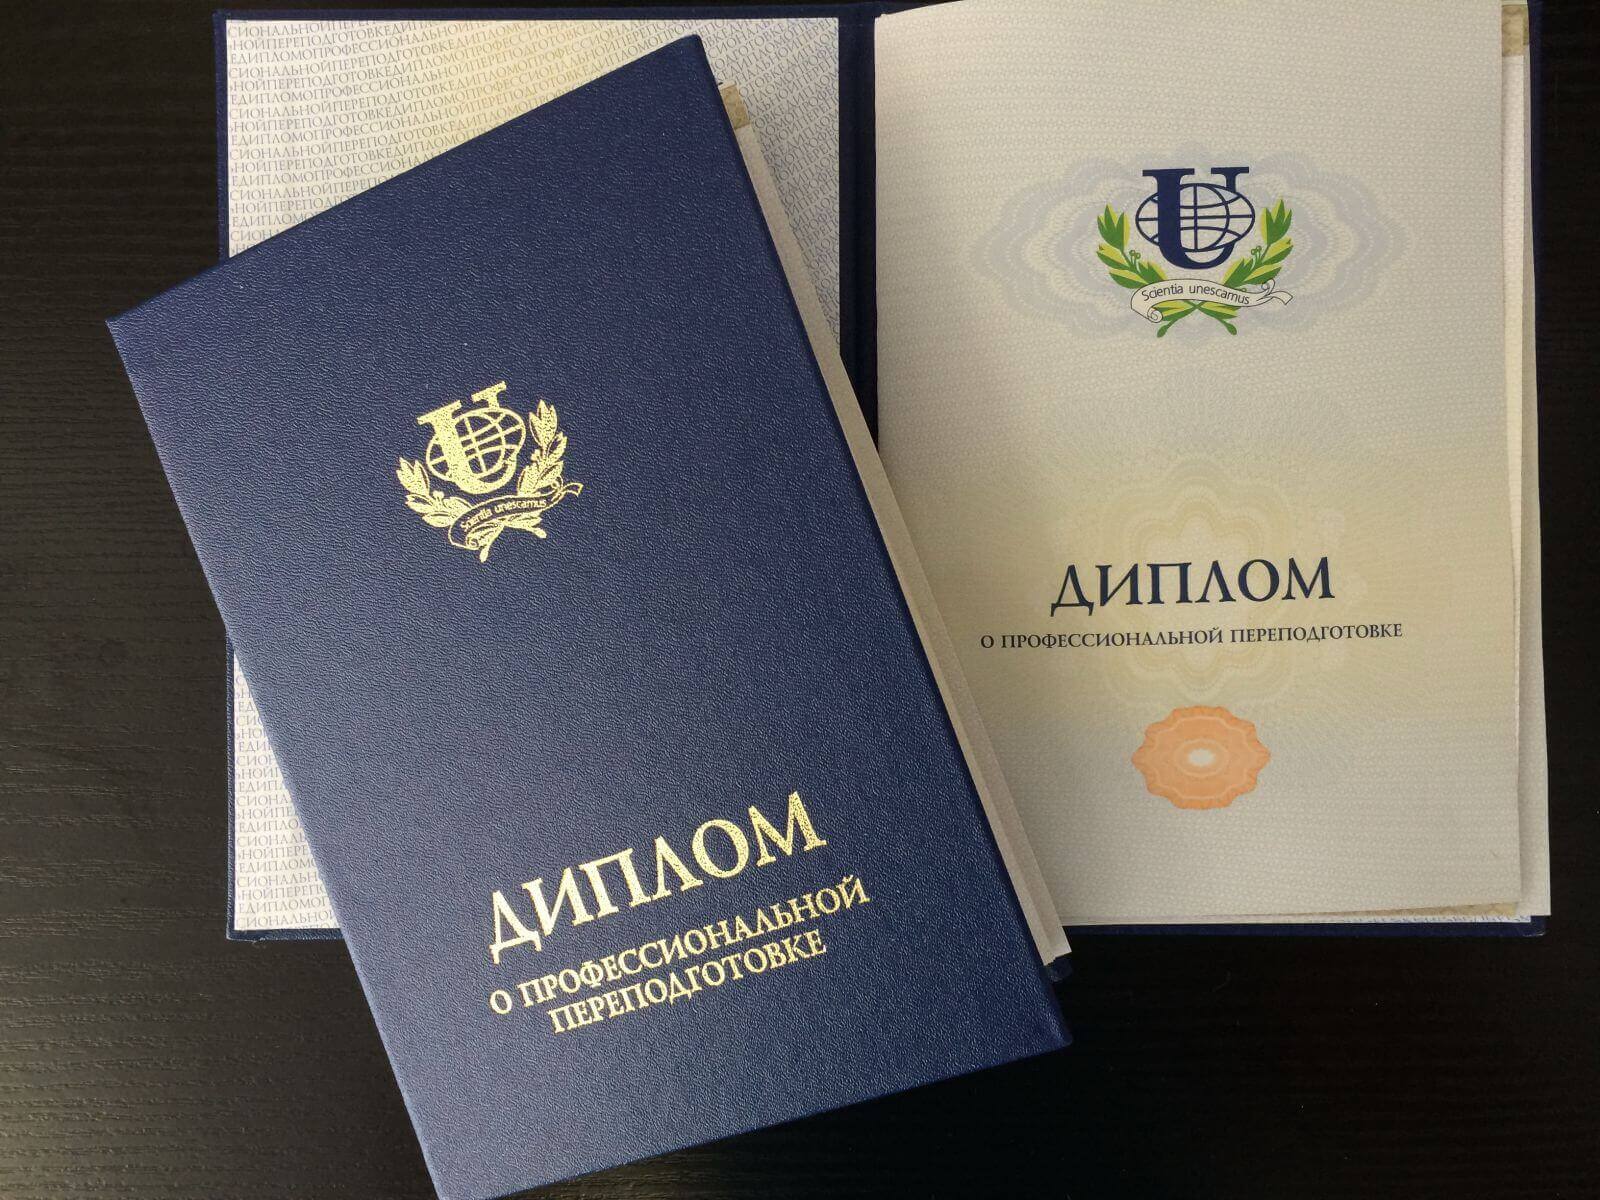 Scientia unescamus
ДИПЛОМ
О ПРОФЕССИОНАЛЬНОЙ
ПЕРЕПОДГОТОВКЕ
Scientia unescamus
ДИПЛОМ
О ПРОФЕССИОНАЛЬНОЙ ПЕРЕПОДГОТОВКЕ